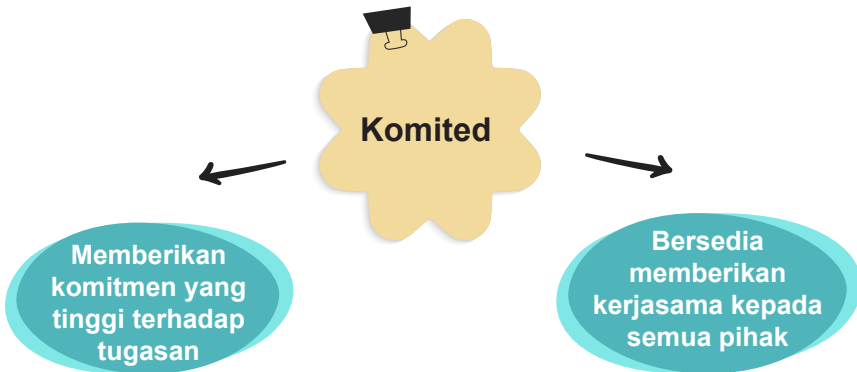 Komited
Memberikan
komitmen yang
tinggi terhadap
tugasan
Bersedia
memberikan
kerjasama kepada
semua pihak